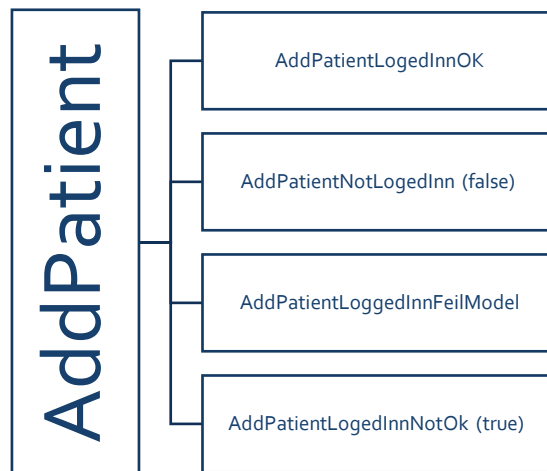 AddPatient
AddPatientLogedInnOK
AddPatientNotLogedInn (false)
AddPatientLoggedInnFeilModel
AddPatientLogedInnNotOk (true)